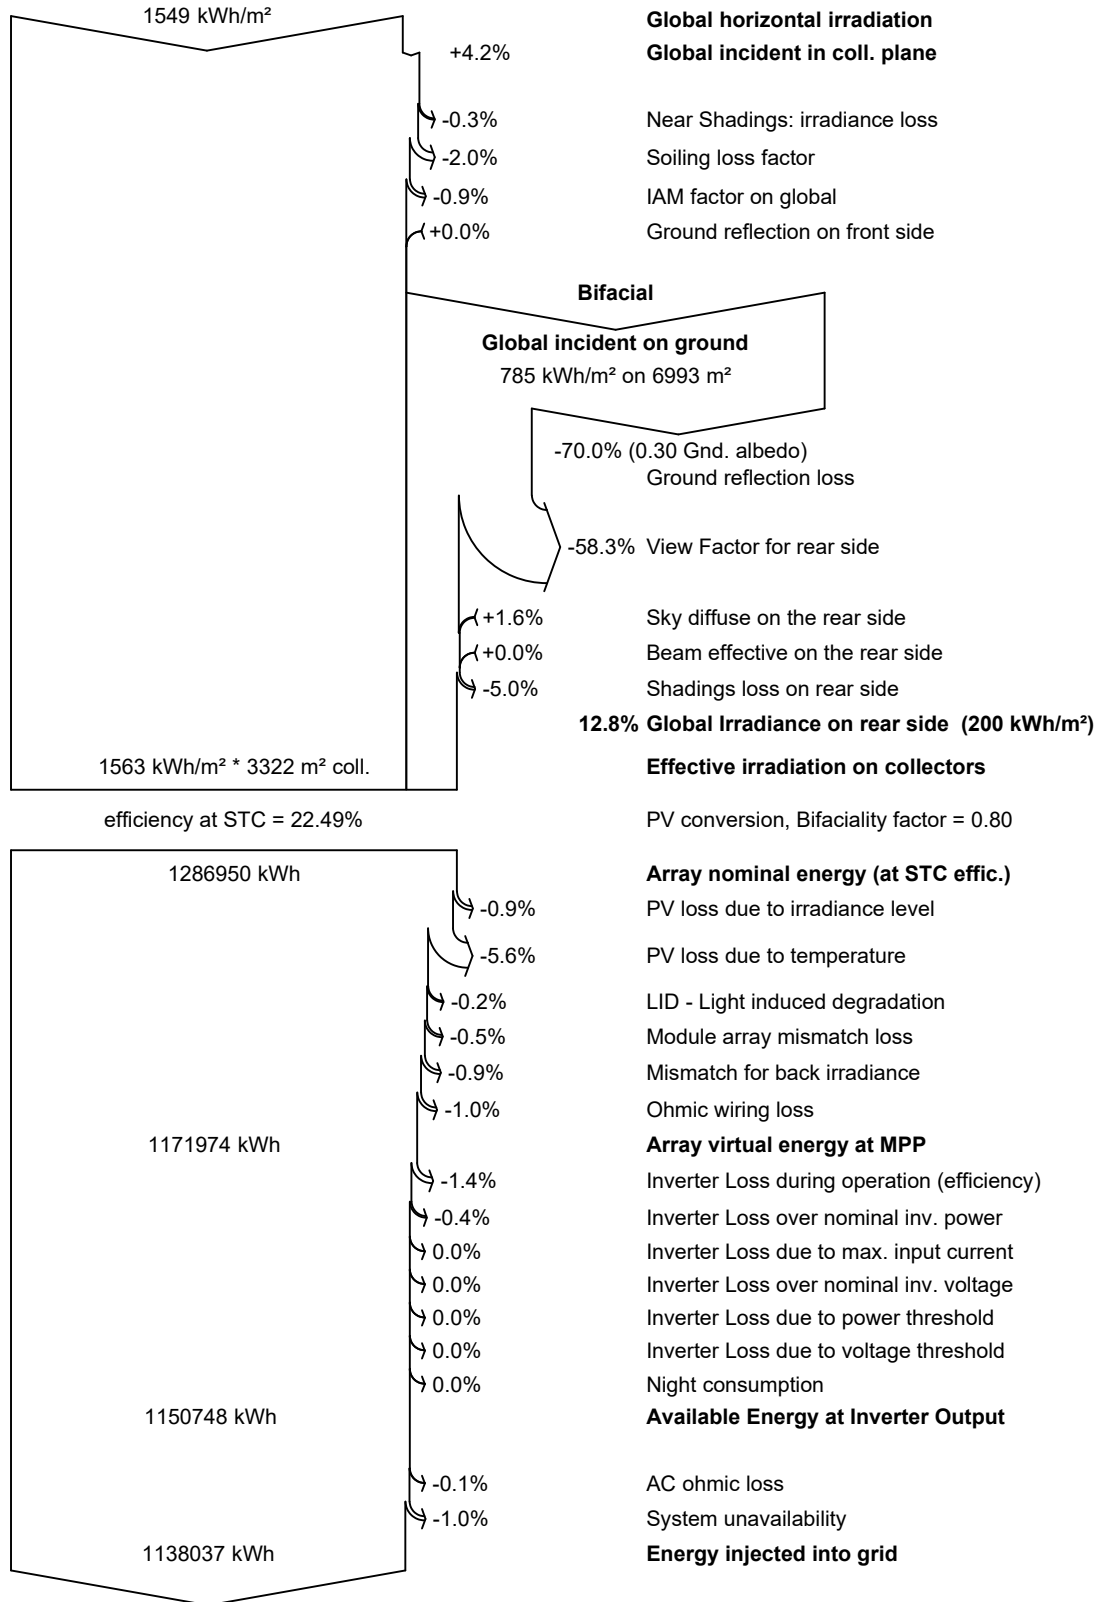 1549 kWh/m² Global horizontal irradiation
+4.2% Global incident in coll. plane
-0.3% Near Shadings: irradiance loss
-2.0% Soiling loss factor
-0.9% IAM factor on global
+0.0% Ground reflection on front side
Bifacial
Global incident on ground
785 kWh/m² on 6993 m²
-70.0% (0.30 Gnd. albedo)
Ground reflection loss
-58.3% View Factor for rear side
+1.6% Sky diffuse on the rear side
+0.0% Beam effective on the rear side
-5.0% Shadings loss on rear side
12.8% Global Irradiance on rear side (200 kWh/m²)
1563 kWh/m² * 3322 m² coll. Effective irradiation on collectors
efficiency at STC = 22.49% PV conversion, Bifaciality factor = 0.80
1286950 kWh Array nominal energy (at STC effic.)
-0.9% PV loss due to irradiance level
-5.6% PV loss due to temperature
-0.2% LID - Light induced degradation
-0.5% Module array mismatch loss
-0.9% Mismatch for back irradiance
-1.0% Ohmic wiring loss
1171974 kWh Array virtual energy at MPP
-1.4% Inverter Loss during operation (efficiency)
-0.4% Inverter Loss over nominal inv. power
0.0% Inverter Loss due to max. input current
0.0% Inverter Loss over nominal inv. voltage
0.0% Inverter Loss due to power threshold
0.0% Inverter Loss due to voltage threshold
0.0% Night consumption
1150748 kWh Available Energy at Inverter Output
-0.1% AC ohmic loss
-1.0% System unavailability
1138037 kWh Energy injected into grid